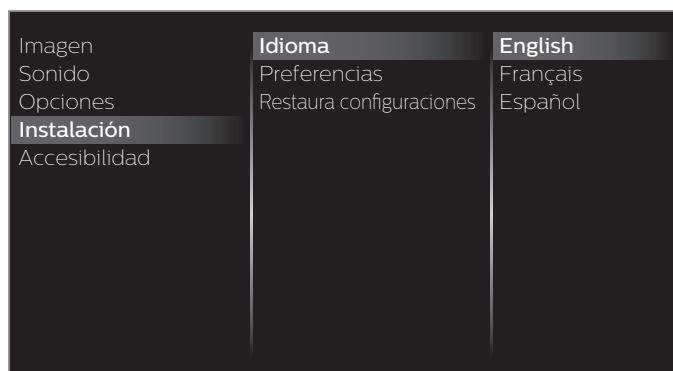 Imagen
Sonido
Opciones
Instalación
Accesibilidad
Idioma
Preferencias
Restaura configuraciones
English
Français
Español